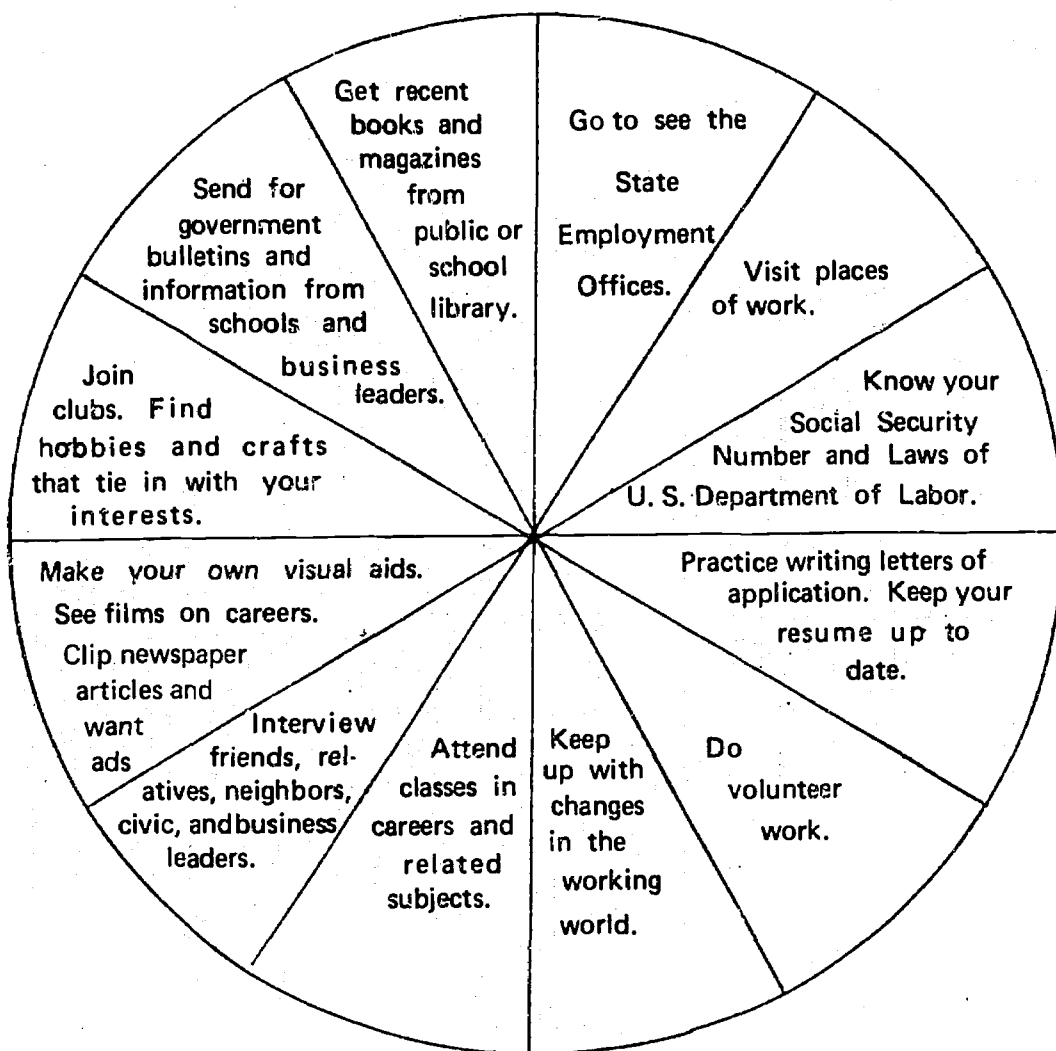 Get recent
books and
magazines
from
public or
school
library.
Go to see the
State
Employment
Offices.
Visit places
of work.
Know your
Social Security
Number and Laws of
U. S. Department of Labor.
Practice writing letters of
application. Keep your
resume up to
date.
Do
volunteer
work.
Keep
up with
changes
in the
working
world.
Attend
classes in
careers and
related
subjects.
Interview
friends, rel-
atives, neighbors,
civic, and business
leaders.
Make your own visual aids.
See films on careers.
Clip newspaper
articles and
want
ads
Join
clubs. Find
hobbies and crafts
that tie in with your
interests.
Send for
government
bulletins and
information from
schools and
business
leaders.